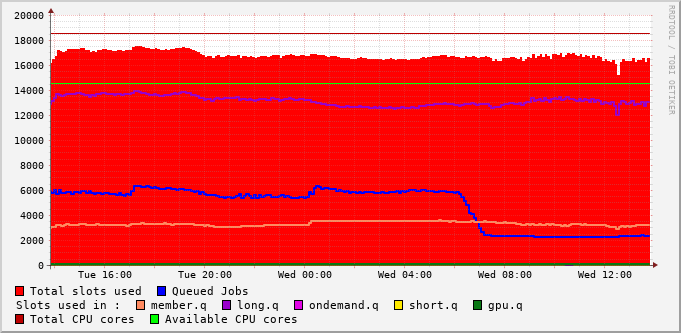 20000
18000
16000
14000
12000
10000
8000
6000
4000
2000
0
Tue 16:00 Tue 20:00 Wed 00:00 Wed 04:00 Wed 08:00 Wed 12:00
Total slots used Queued Jobs
Slots used in : member.q long.q ondemand.q short.q gpu.q
Total CPU cores Available CPU cores
RRDTOOL / TOBI OETIKER